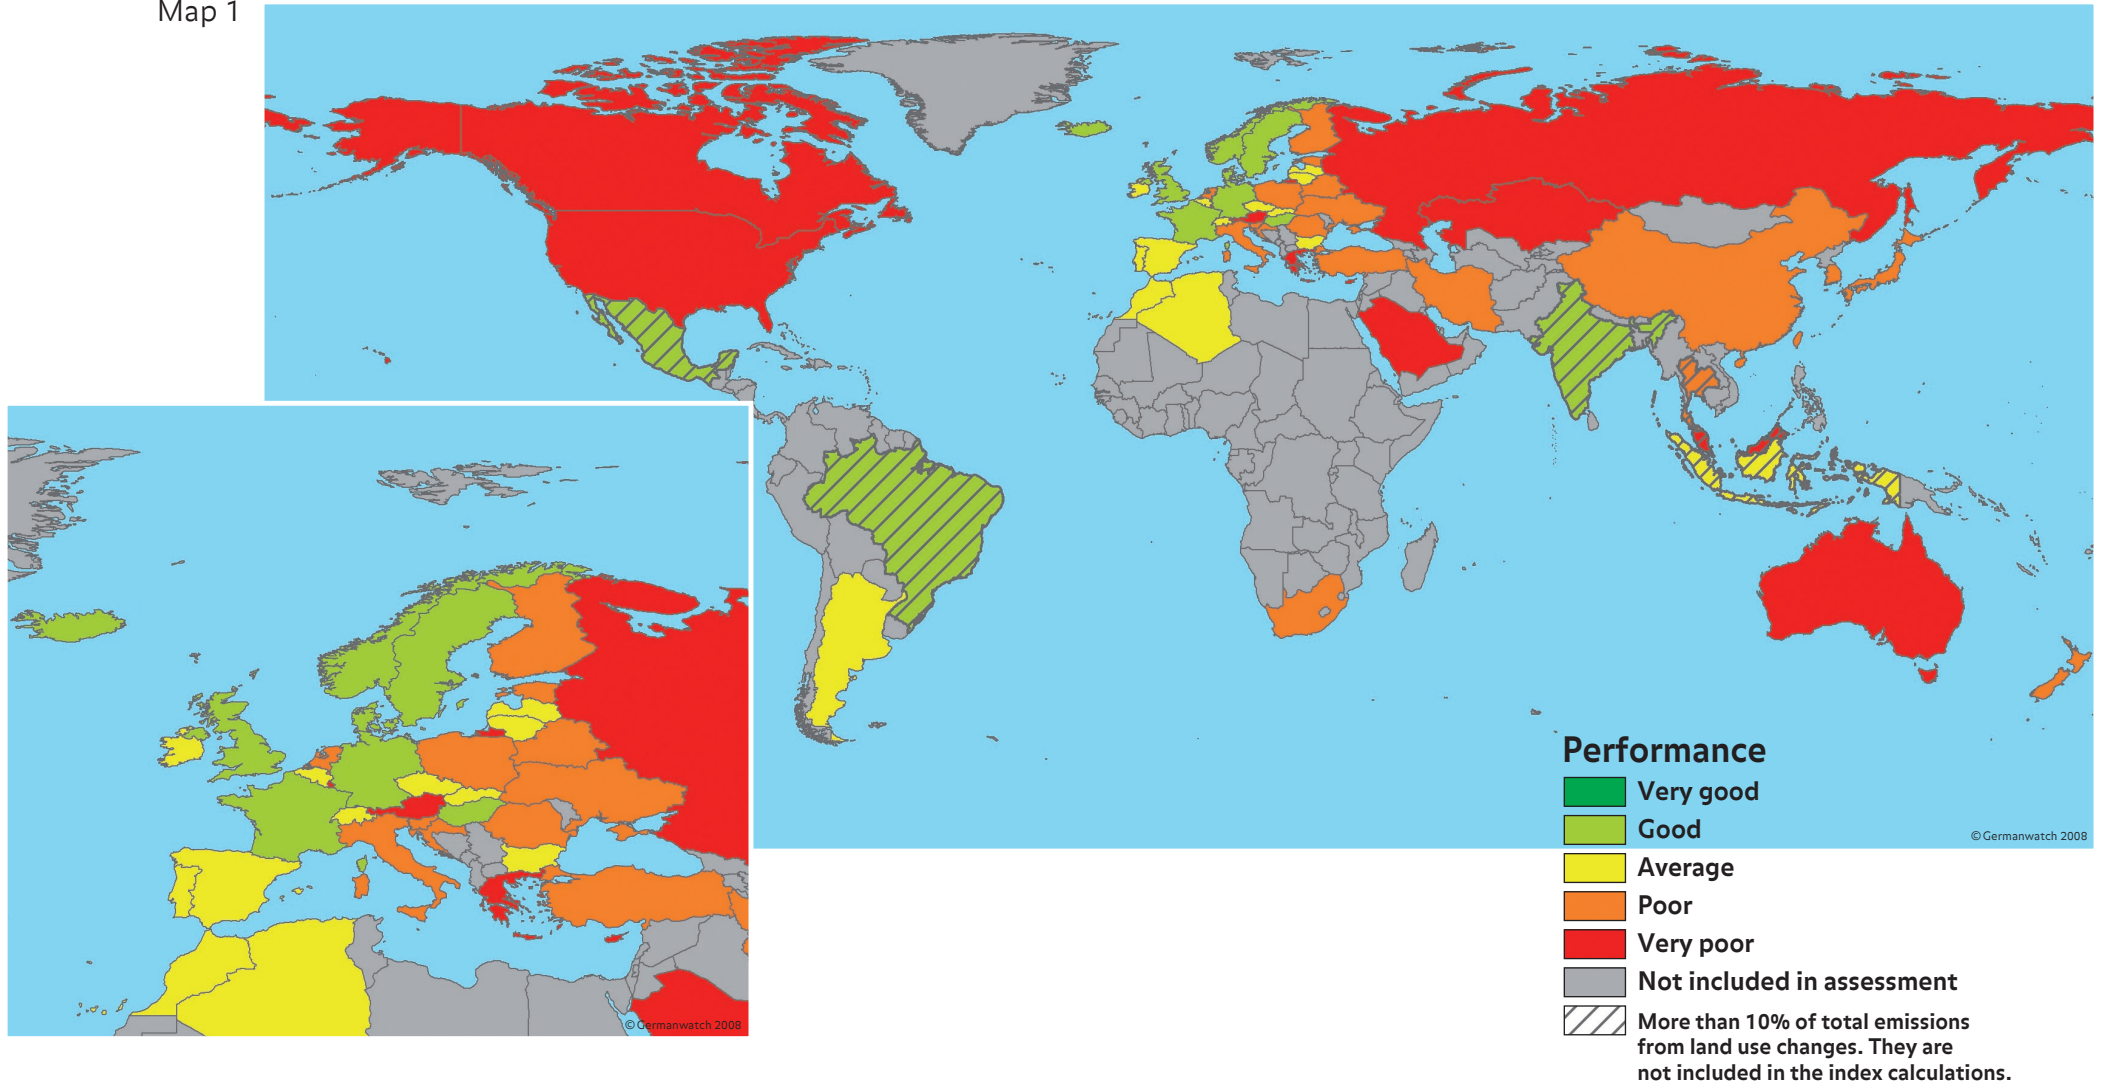 Map 1
Performance
Very good
Good
Average
Poor
Very poor
Not included in assessment
More than 10% of total emissions
from land use changes. They are
not included in the index calculations.
© Germanwatch 2008
© Germanwatch 2008